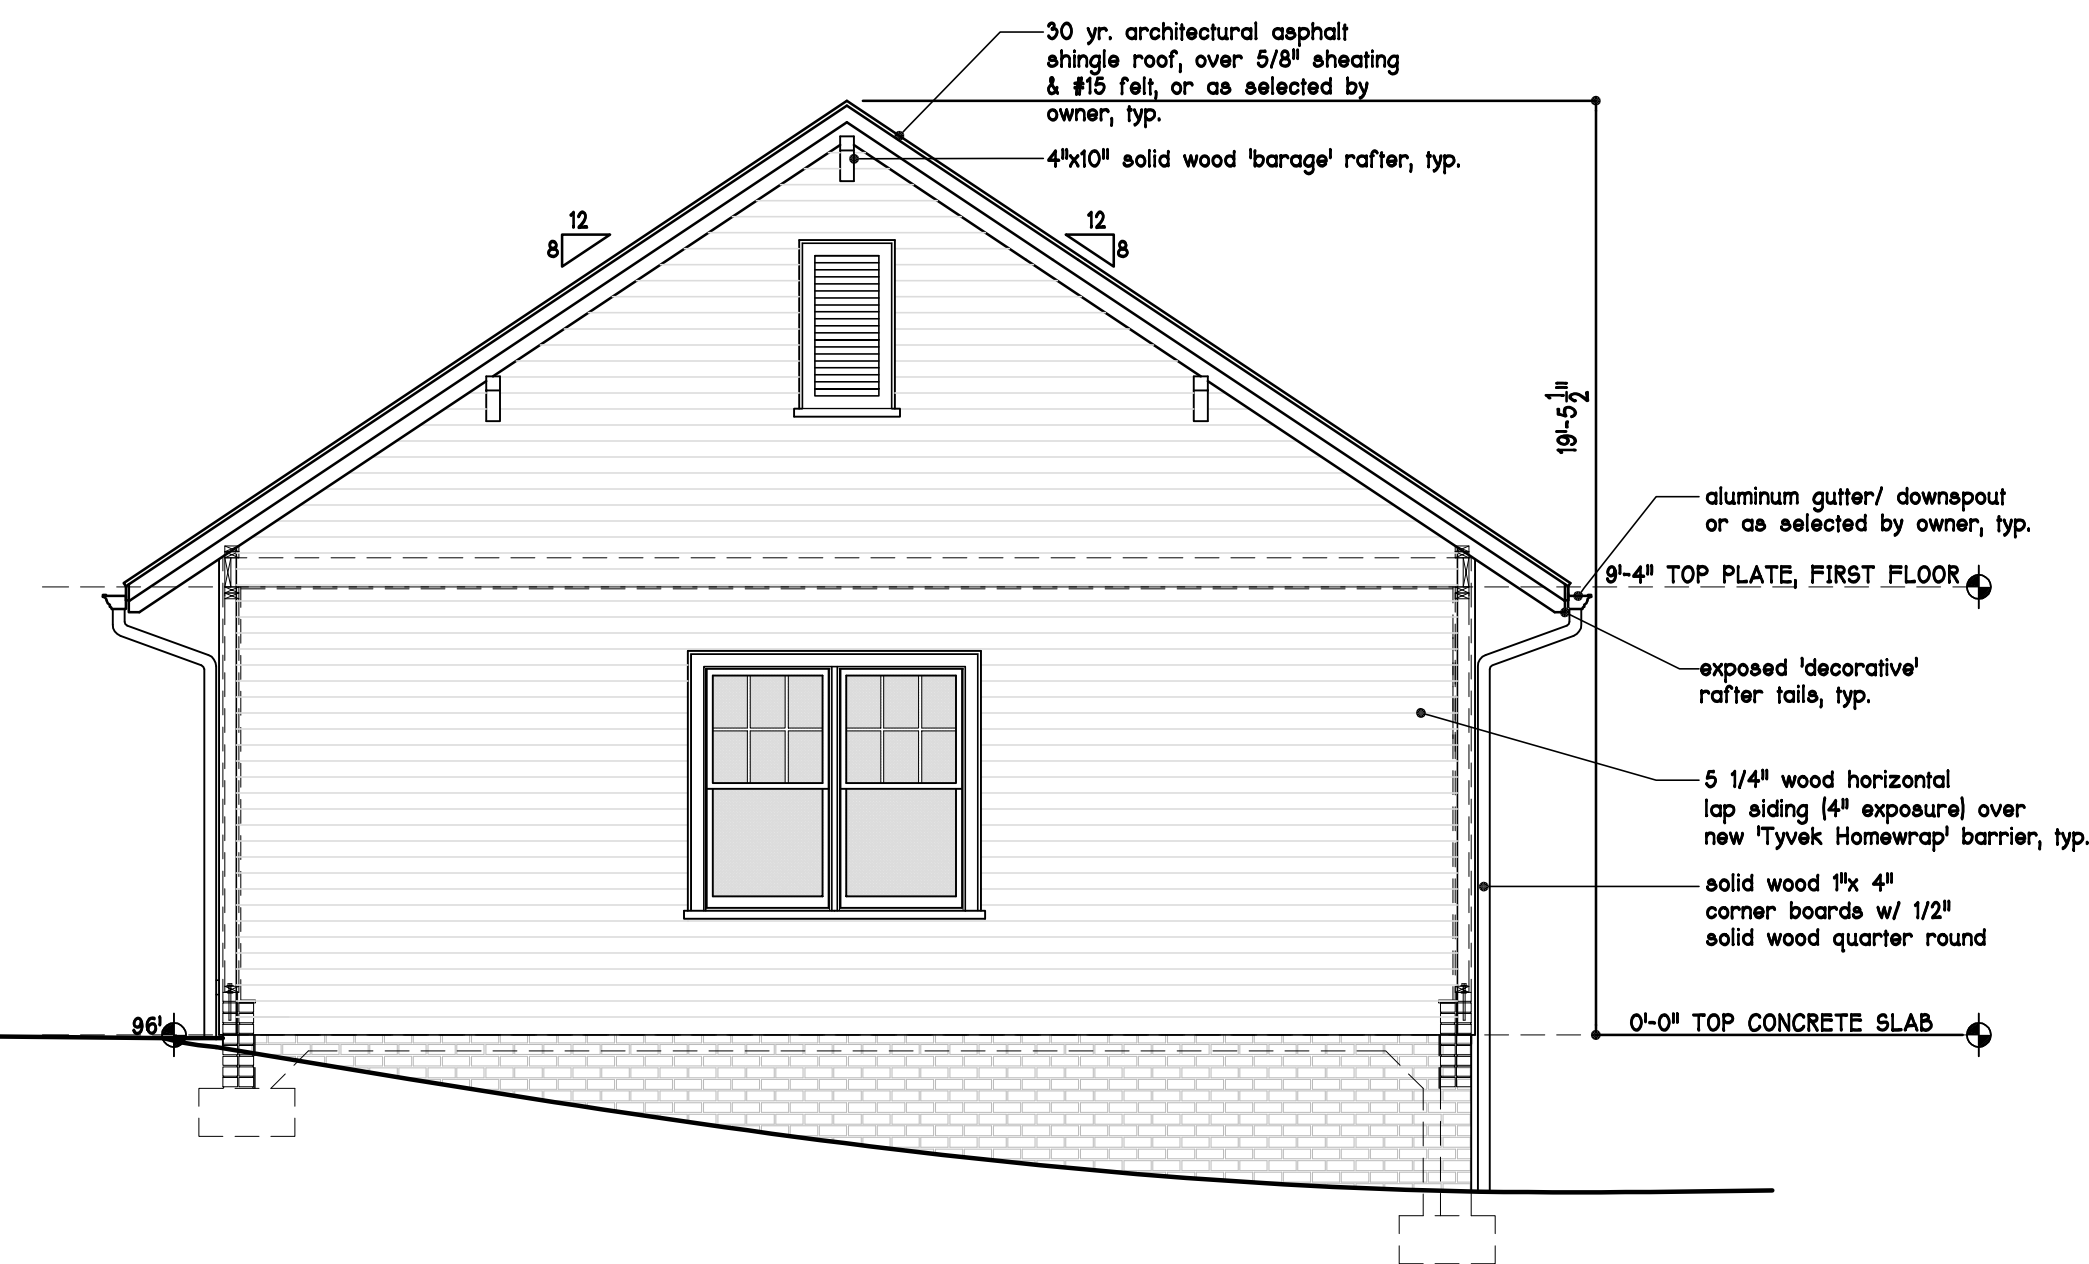 30 yr. architectural asphalt
shingle roof, over 5/8" sheating
& #15 felt, or as selected by
owner, typ.
4"x10" solid wood 'barage' rafter, typ.
12
8
12
8
19'-5 1/2"
aluminum gutter/ downspout
or as selected by owner, typ.
9'-4" TOP PLATE, FIRST FLOOR
exposed 'decorative'
rafter tails, typ.
5 1/4" wood horizontal
lap siding (4" exposure) over
new 'Tyvek Homewrap' barrier, typ.
solid wood 1"x 4"
corner boards w/ 1/2"
solid wood quarter round
96'
0'-0" TOP CONCRETE SLAB